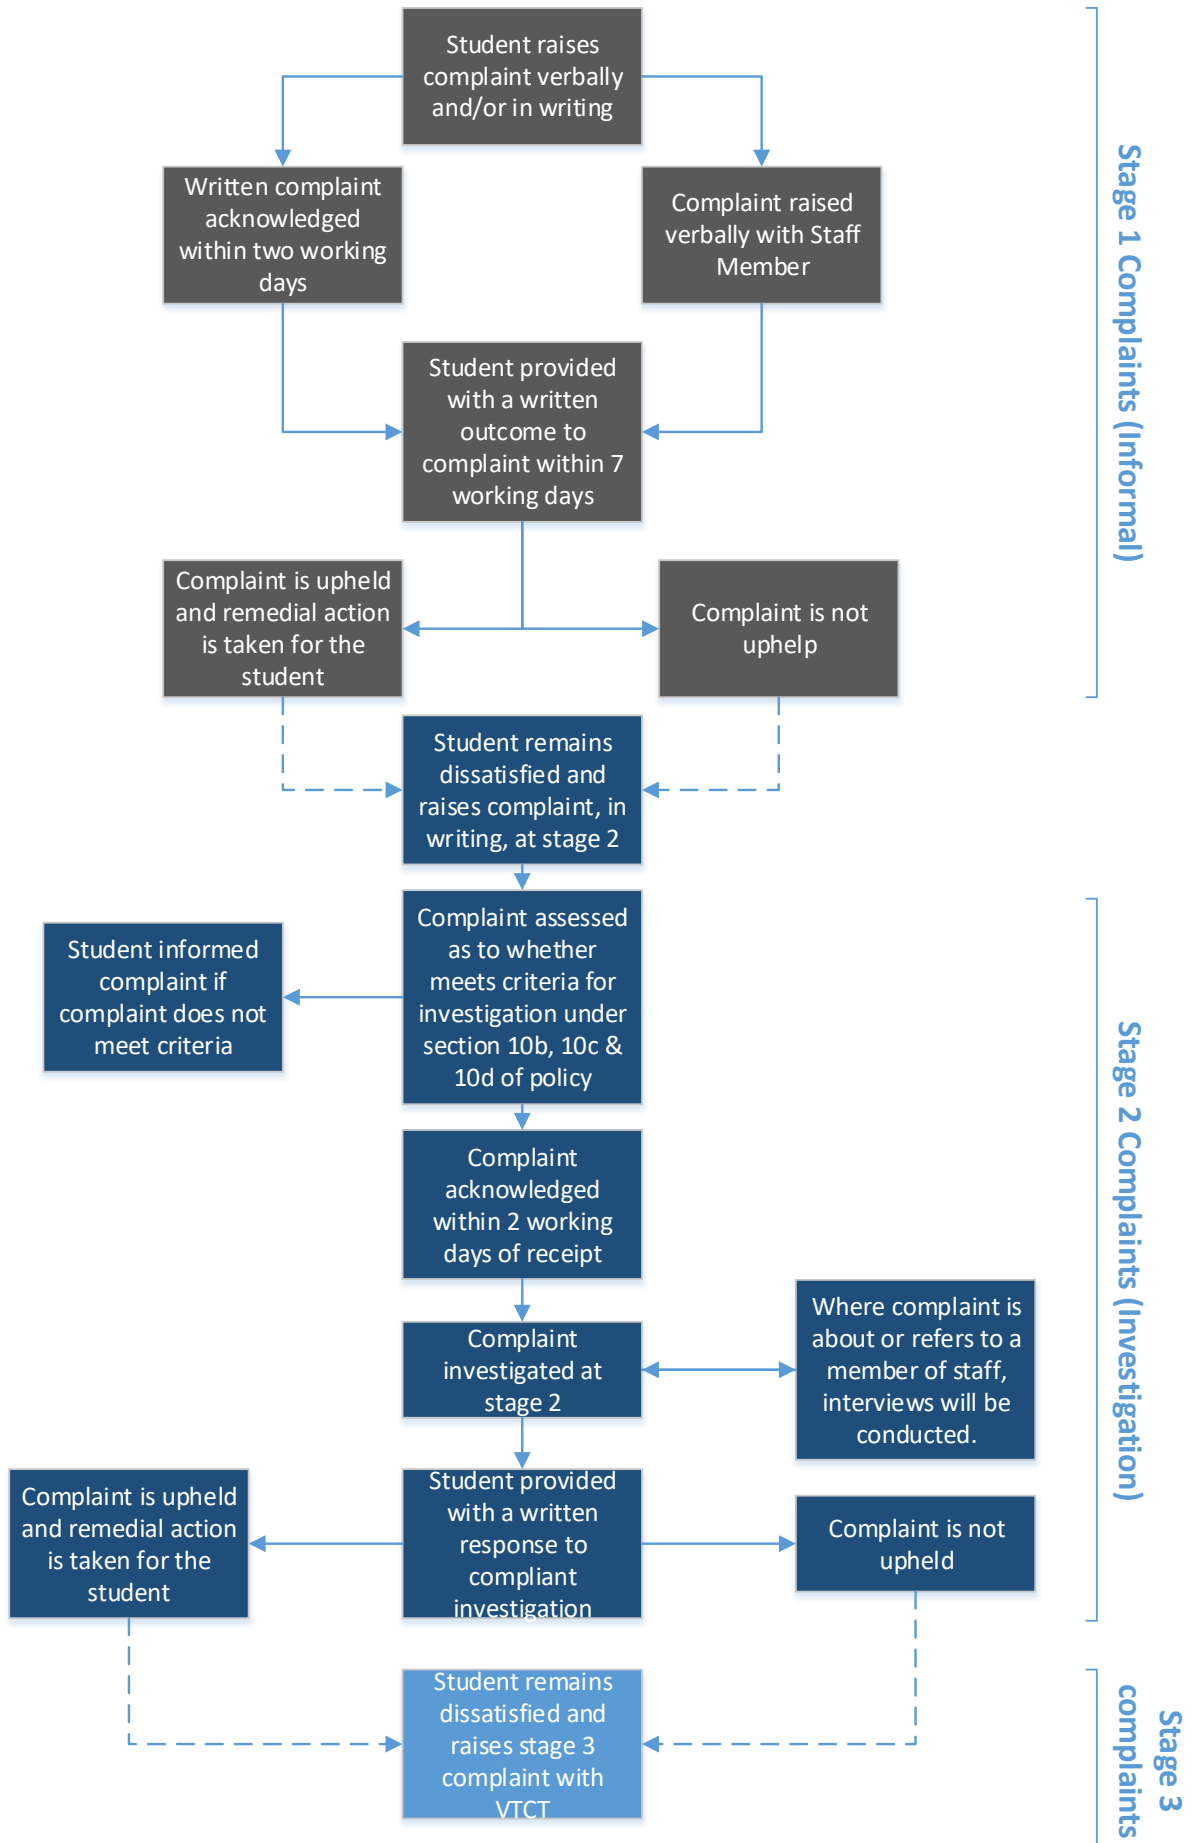 Student raises
complaint verbally
and/or in writing
Written complaint
acknowledged
within two working
days
Complaint raised
verbally with Staff
Member
Student provided
with a written
outcome to
complaint within 7
working days
Complaint is upheld
and remedial action
is taken for the
student
Complaint is not
uphelp
Stage 1 Complaints (Informal)
Student remains
dissatisfied and
raises complaint, in
writing, at stage 2
Complaint assessed
as to whether
meets criteria for
investigation under
section 10b, 10c &
10d of policy
Student informed
complaint if
complaint does not
meet criteria
Complaint
acknowledged
within 2 working
days of receipt
Complaint
investigated at
stage 2
Where complaint is
about or refers to a
member of staff,
interviews will be
conducted.
Student provided
with a written
response to
compliant
investigation
Complaint is upheld
and remedial action
is taken for the
student
Complaint is not
upheld
Stage 2 Complaints (Investigation)
Student remains
dissatisfied and
raises stage 3
complaint with
VTCT
Stage 3
complaints